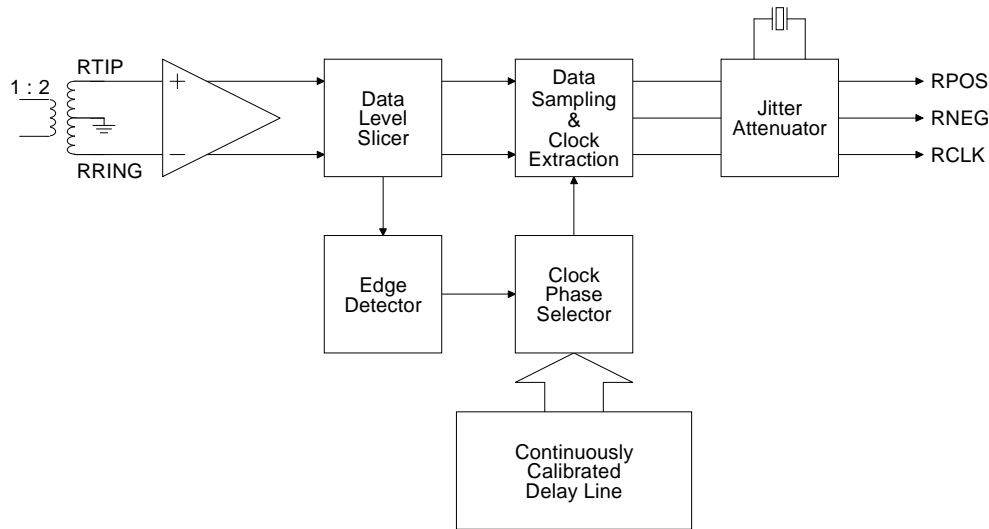 1 : 2
RTIP
RRING
+
−
Data
Level
Slicer
Data
Sampling
&
Clock
Extraction
Jitter
Attenuator
RPOS
RNEG
RCLK
Edge
Detector
Clock
Phase
Selector
Continuously
Calibrated
Delay Line